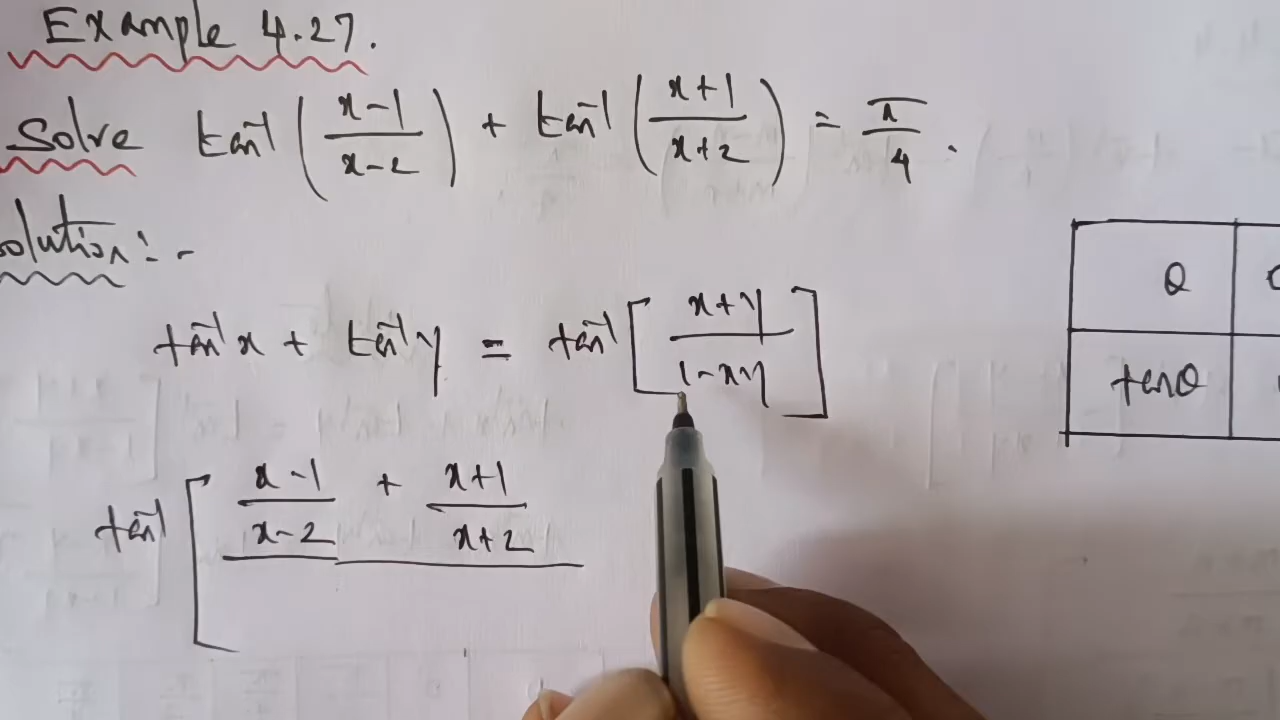 Example 4.27.
Solve tan⁻¹ ( x-1 / x-2 ) + tan⁻¹ ( x+1 / x+2 ) = π / 4 .
solution:-
tan⁻¹x + tan⁻¹y = tan⁻¹ [ x+y / 1-xy ]
θ
tanθ
tan⁻¹ [ x-1 / x-2 + x+1 / x+2